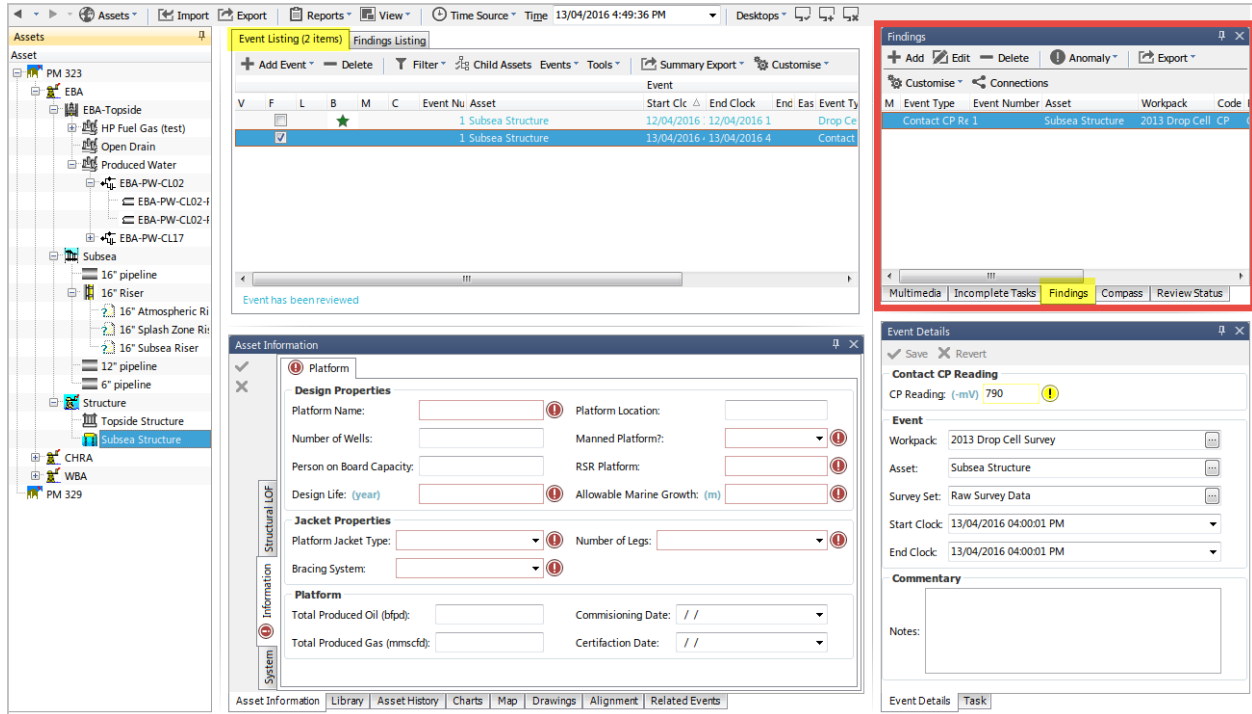 Assets Import Export Reports View Time Source Time 13/04/2016 4:49:36 PM Desktops
Assets
Asset
PM 323
EBA
EBA-Topside
HP Fuel Gas (test)
Open Drain
Produced Water
EBA-PW-CL02
EBA-PW-CL02-F
EBA-PW-CL02-F
EBA-PW-CL17
Subsea
16" pipeline
16" Riser
16" Atmospheric Ri
16" Splash Zone Ris
16" Subsea Riser
12" pipeline
6" pipeline
Structure
Topside Structure
Subsea Structure
CHRA
WBA
PM 329
Event Listing (2 items) Findings Listing
Add Event Delete Filter Child Assets Events Tools Summary Export Customise
Event
V F L B M C Event Nu Asset Start Clc End Clock End Eas Event Ty
1 Subsea Structure 12/04/2016 12/04/2016 1 Drop Ce
1 Subsea Structure 13/04/2016 13/04/2016 4 Contact
Event has been reviewed
Findings
Add Edit Delete Anomaly Export
Customise Connections
M Event Type Event Number Asset Workpack Code
Contact CP Re 1 Subsea Structure 2013 Drop Cell CP
Multimedia Incomplete Tasks Findings Compass Review Status
Asset Information
Platform
Structural LOF
Information
System
Design Properties
Platform Name: Platform Location:
Number of Wells: Manned Platform?:
Person on Board Capacity: RSR Platform:
Design Life: (year) Allowable Marine Growth: (m)
Jacket Properties
Platform Jacket Type: Number of Legs:
Bracing System:
Platform
Total Produced Oil (bfpd): Commisioning Date: / /
Total Produced Gas (mmscfd): Certifaction Date: / /
Asset Information Library Asset History Charts Map Drawings Alignment Related Events
Event Details
Save Revert
Contact CP Reading
CP Reading: (-mV) 790
Event
Workpack: 2013 Drop Cell Survey
Asset: Subsea Structure
Survey Set: Raw Survey Data
Start Clock: 13/04/2016 04:00:01 PM
End Clock: 13/04/2016 04:00:01 PM
Commentary
Notes:
Event Details Task